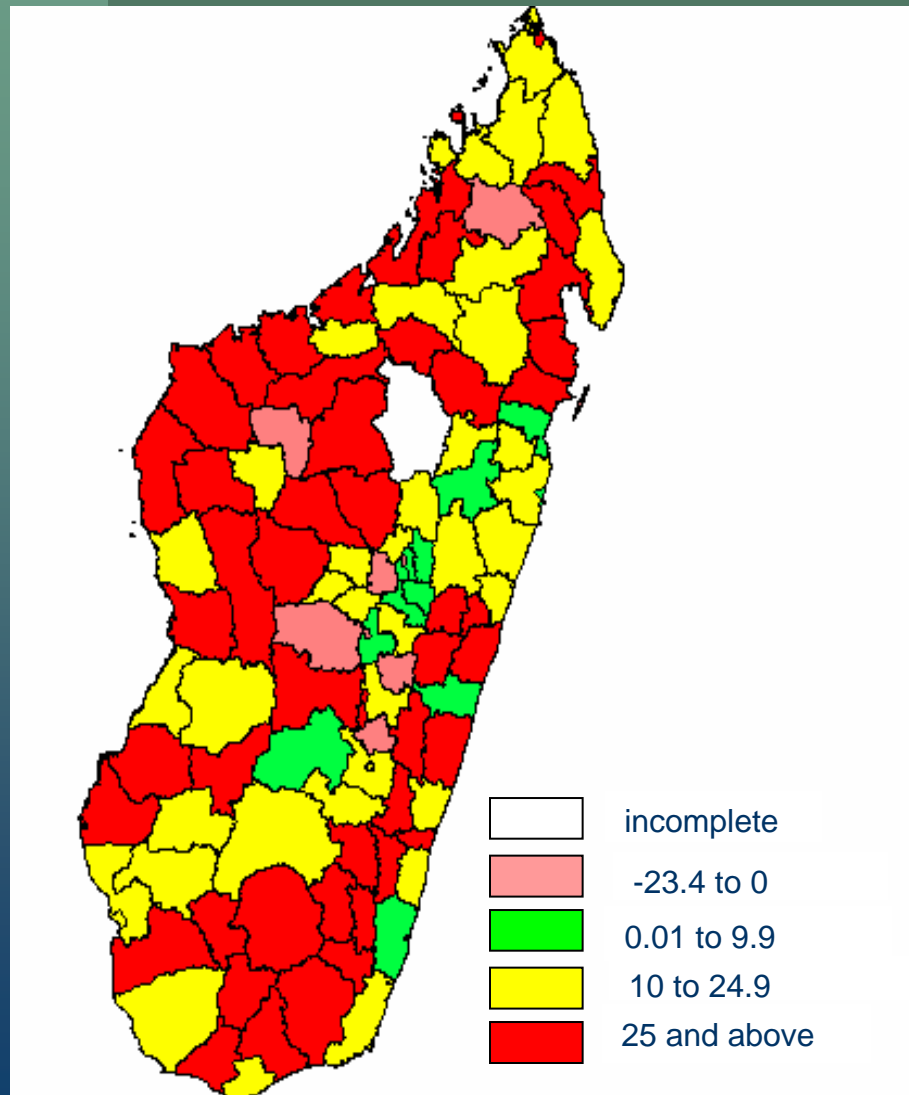 incomplete
-23.4 to 0
0.01 to 9.9
10 to 24.9
25 and above